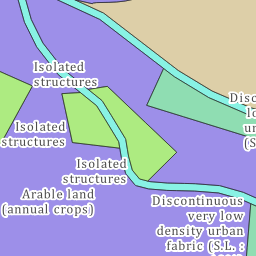 Isolated
structures
Isolated
structures
Isolated
structures
Arable land
(annual crops)
Discontinuous
very low
density urban
fabric (S.L. :